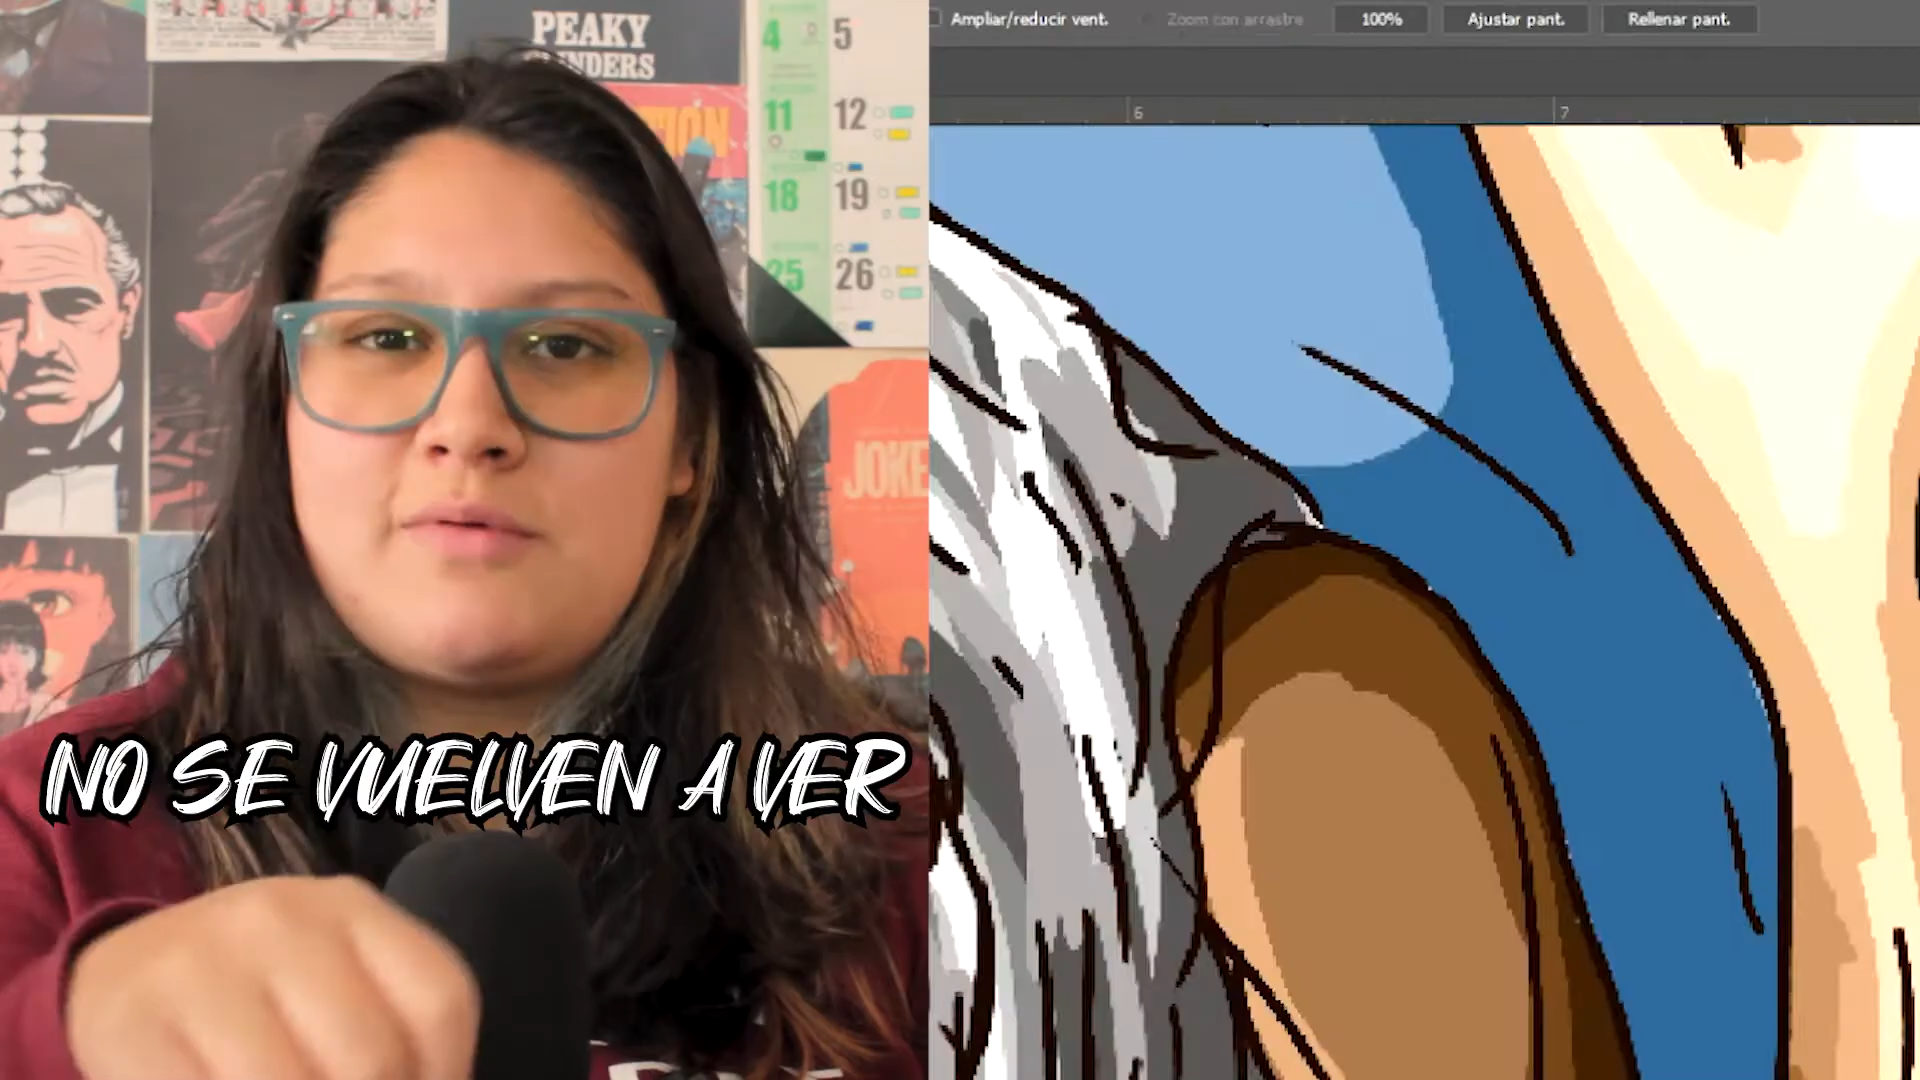 PEAKY
BLINDERS
4 5
11 12
18 19
25 26
JOKE
NO SE VUELVEN A VER
Ampliar/reducir vent. Zoom con arrastre 100% Ajustar pant. Rellenar pant.
6 7